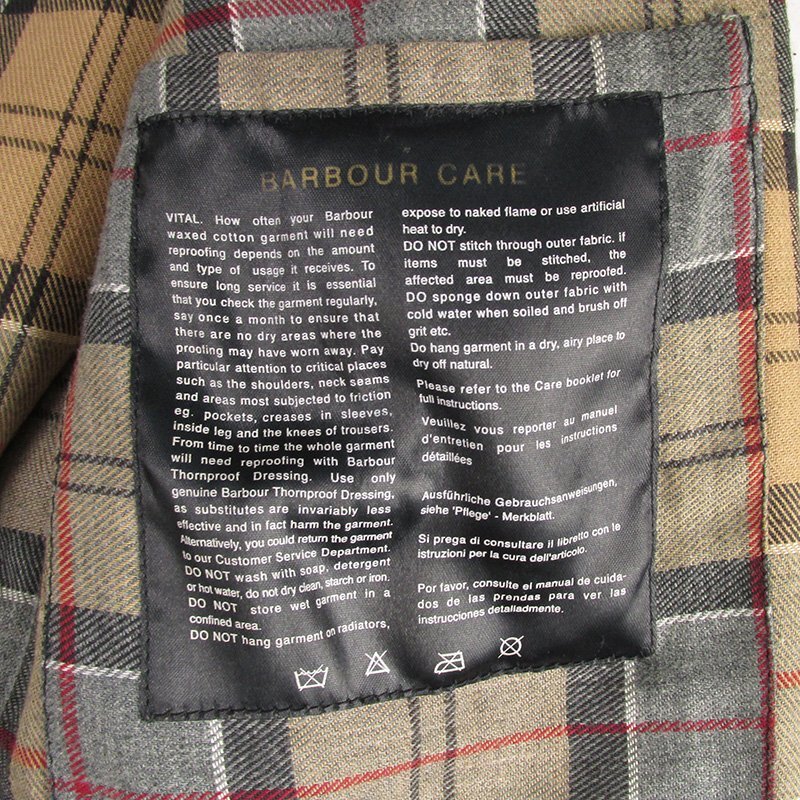 BARBOUR CARE
VITAL. How often your Barbour
waxed cotton garment will need
reproofing depends on the amount
and type of usage it receives. To
ensure long service it is essential
that you check the garment regularly,
say once a month to ensure that
there are no dry areas where the
proofing may have worn away. Pay
particular attention to critical places
such as the shoulders, neck seams
and areas most subjected to friction
eg. pockets, creases in sleeves,
inside leg and the knees of trousers.
From time to time the whole garment
will need reproofing with Barbour
Thornproof Dressing. Use only
genuine Barbour Thornproof Dressing,
as substitutes are invariably less
effective and in fact harm the garment.
Alternatively, you could return the garment
to our Customer Service Department.
DO NOT wash with soap, detergent
or hot water, do not dry clean, starch or iron.
DO NOT store wet garment in a
confined area.
DO NOT hang garment on radiators,
expose to naked flame or use artificial
heat to dry.
DO NOT stitch through outer fabric. if
items must be stitched, the
affected area must be reproofed.
DO sponge down outer fabric with
cold water when soiled and brush off
grit etc.
Do hang garment in a dry, airy place to
dry off natural.
Please refer to the Care booklet for
full instructions.
Veuillez vous reporter au manuel
d'entretien pour les instructions
détaillées
Ausführliche Gebrauchsanweisungen,
siehe 'Pflege' - Merkblatt.
Si prega di consultare il libretto con le
istruzioni per la cura dell'articolo.
Por favor, consulte el manual de cuida-
dos de las prendas para ver las
instrucciones detalladmente.